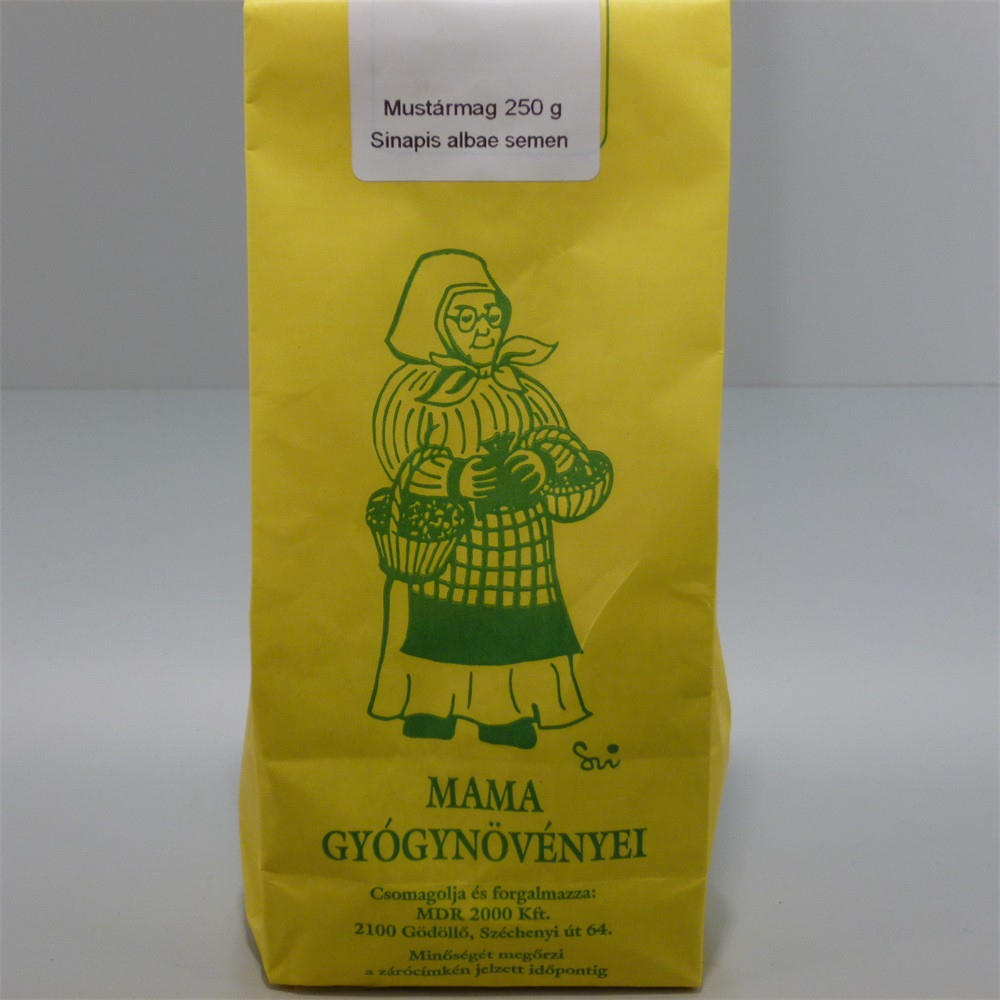 Mustármag 250 g
Sinapis albae semen
Svi
MAMA
GYÓGYNÖVÉNYEI
Csomagolja és forgalmazza:
MDR 2000 Kft.
2100 Gödöllő, Széchenyi út 64.
Minőségét megőrzi
a zárócímkén jelzett időpontig